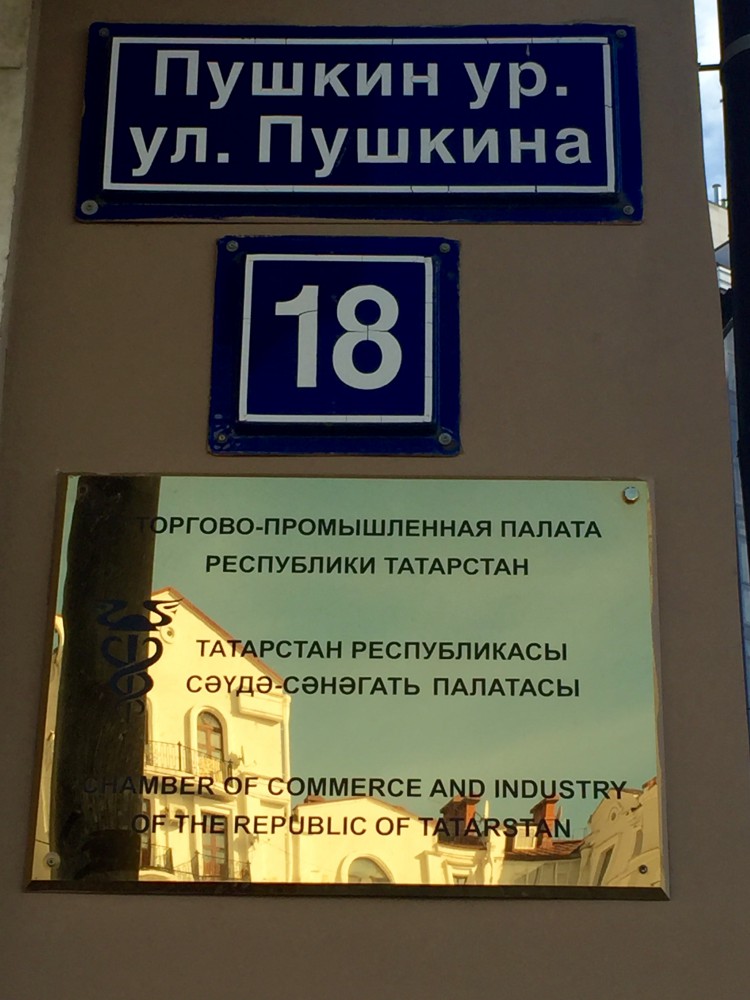 Пушкин ур.
ул. Пушкина
18
ТОРГОВО-ПРОМЫШЛЕННАЯ ПАЛАТА
РЕСПУБЛИКИ ТАТАРСТАН
ТАТАРСТАН РЕСПУБЛИКАСЫ
СӘҮДӘ-СӘНӘГАТЬ ПАЛАТАСЫ
CHAMBER OF COMMERCE AND INDUSTRY
OF THE REPUBLIC OF TATARSTAN